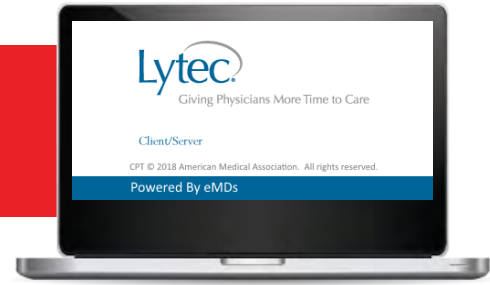 Lytec.
Giving Physicians More Time to Care
Client/Server
CPT © 2018 American Medical Association. All rights reserved.
Powered By eMDs